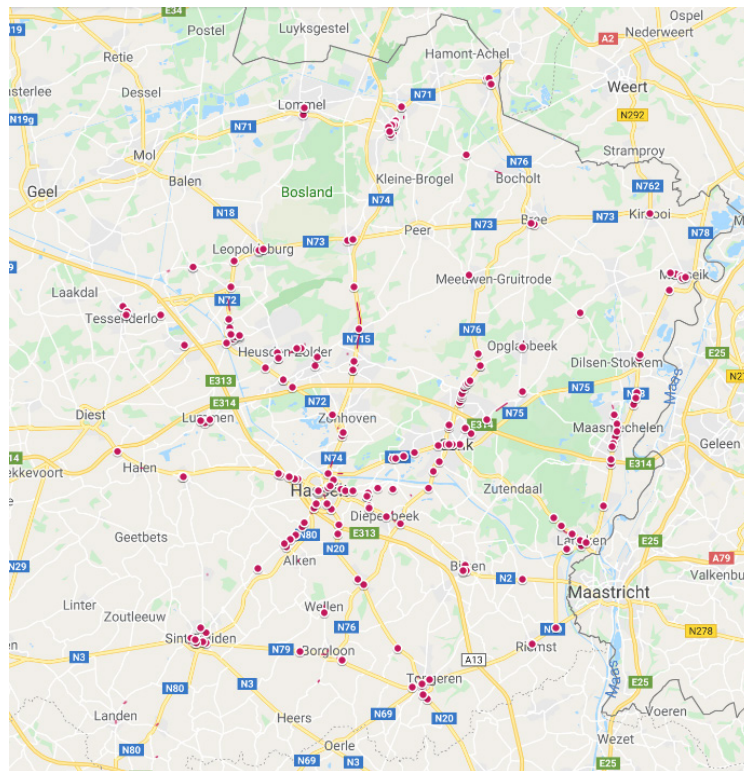 E34
Postel
Luyksgestel
Ospel
N19
Retie
Hamont-Achel
A2
Nederweert
Dessel
Weert
Lommel
N71
N19g
N71
N292
Mol
Stramproy
Balen
Kleine-Brogel
N76
Bocholt
Geel
Bosland
N762
N18
N74
Peer
N73
Bree
N73
Kinrooi
N78
Leopoldsburg
N73
Maaseik
Laakdal
N72
Meeuwen-Gruitrode
Tessenderlo
N715
N76
Heusden-Zolder
Opglabbeek
Dilsen-Stokkem
E25
E313
N75
Maas
Diest
E314
N72
N75
Lummen
Zonhoven
E314
Maasmechelen
Geleen
Halen
N74
Genk
E314
Hasselt
Zutendaal
Geetbets
Diepenbeek
N80
N20
E313
Lanaken
E25
A79
N29
Alken
Bilzen
N2
Valkenbu
Linter
Zoutleeuw
Wellen
Maastricht
N76
N278
N3
N79
Borgloon
A13
Riemst
E25
N80
N3
Tongeren
Maas
Landen
Heers
N69
N20
Voeren
N80
Oerle
N3
Wezet
E25